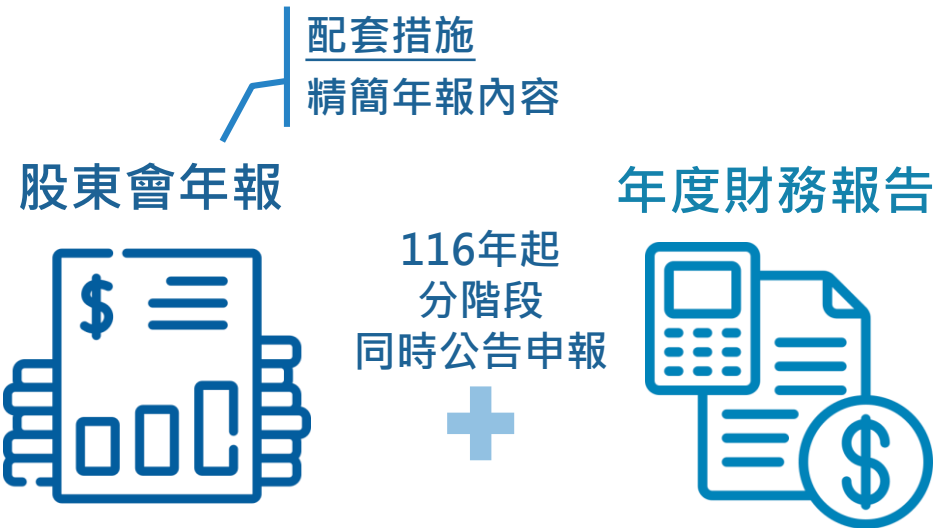 配套措施
精簡年報內容
股東會年報
年度財務報告
116年起
分階段
同時公告申報
$
$